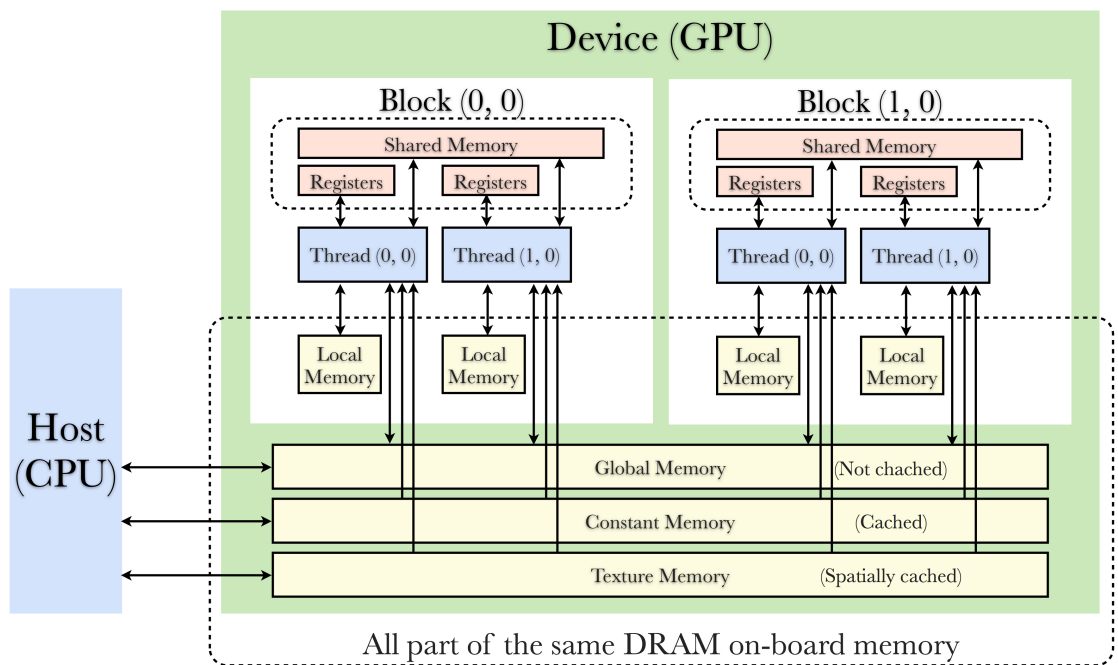 Device (GPU)
Block (0, 0)
Block (1, 0)
Shared Memory
Shared Memory
Registers
Registers
Registers
Registers
Thread (0, 0)
Thread (1, 0)
Thread (0, 0)
Thread (1, 0)
Local
Memory
Local
Memory
Local
Memory
Local
Memory
Host
(CPU)
Global Memory (Not chached)
Constant Memory (Cached)
Texture Memory (Spatially cached)
All part of the same DRAM on-board memory